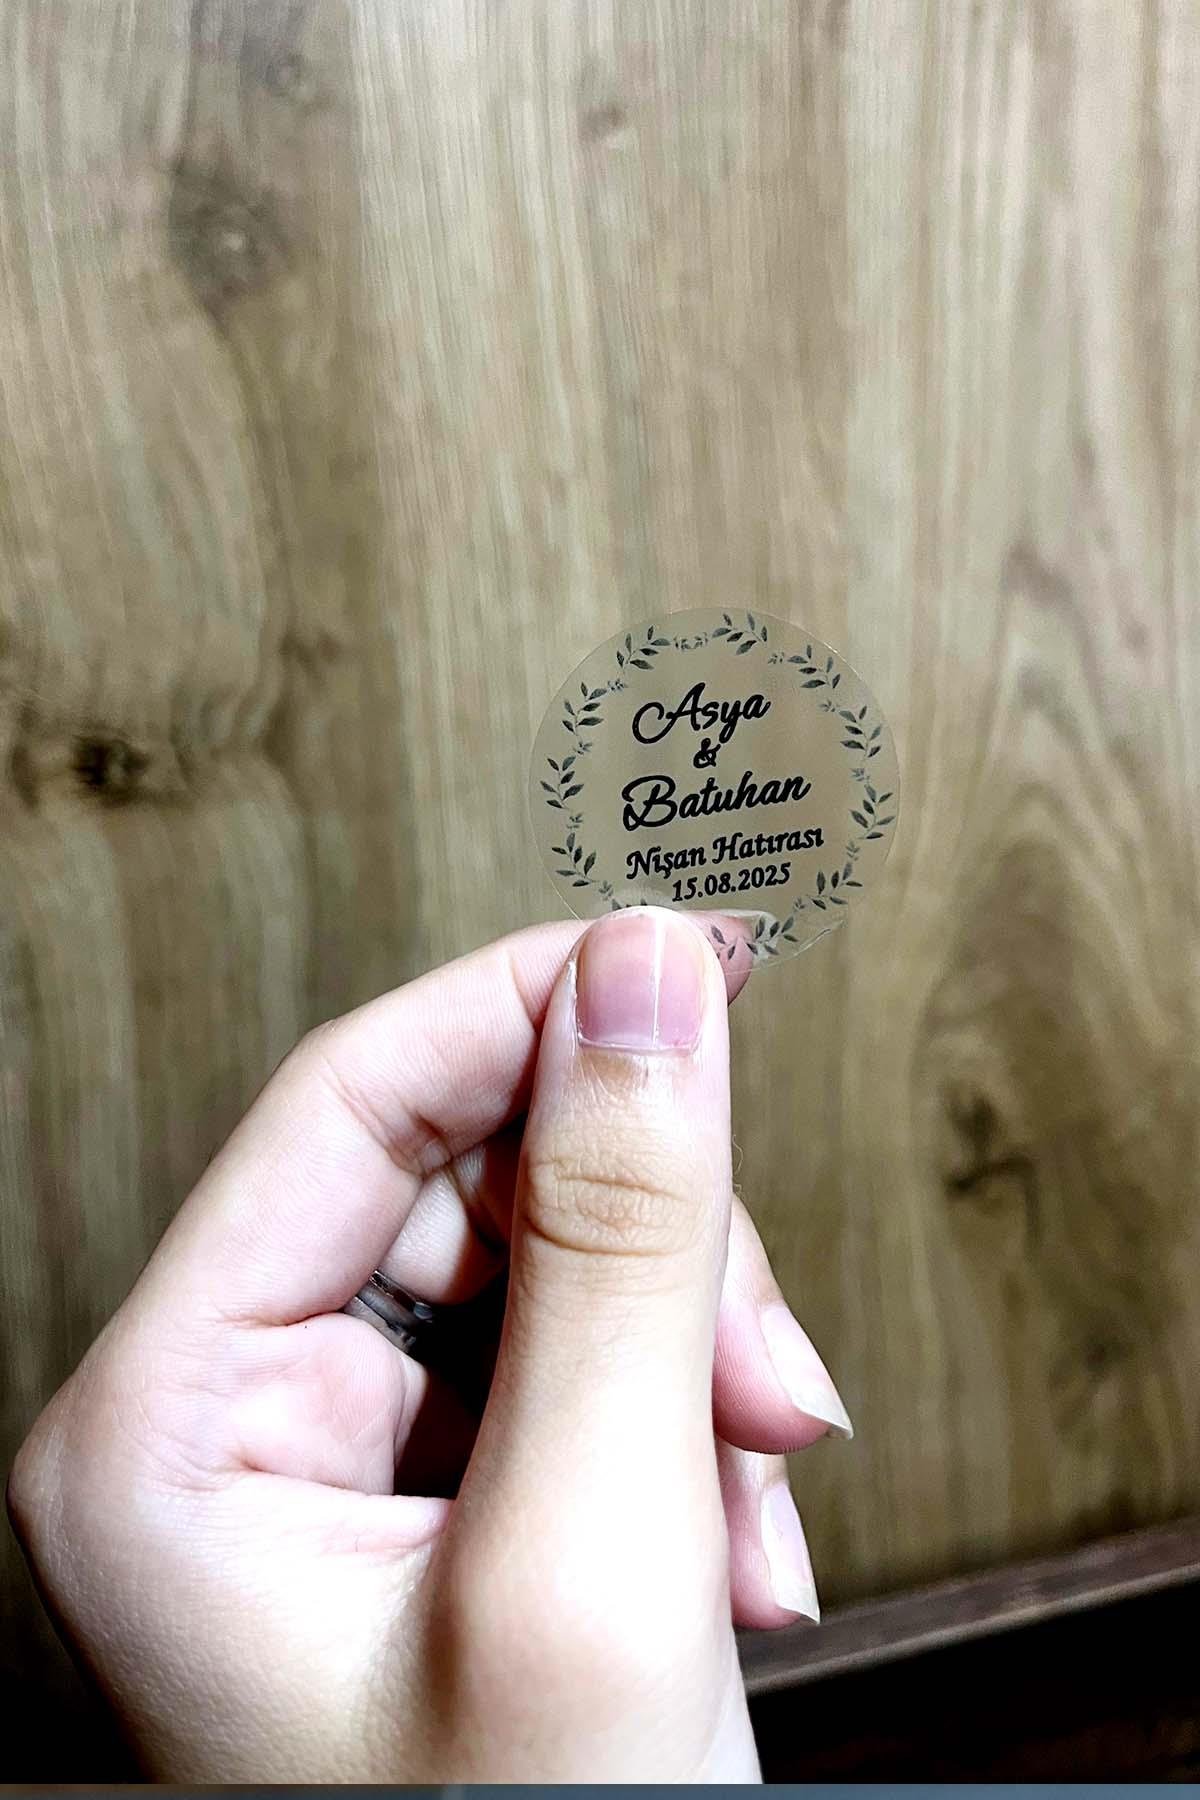 Asya
&
Batuhan
Nişan Hatırası
15.08.2025